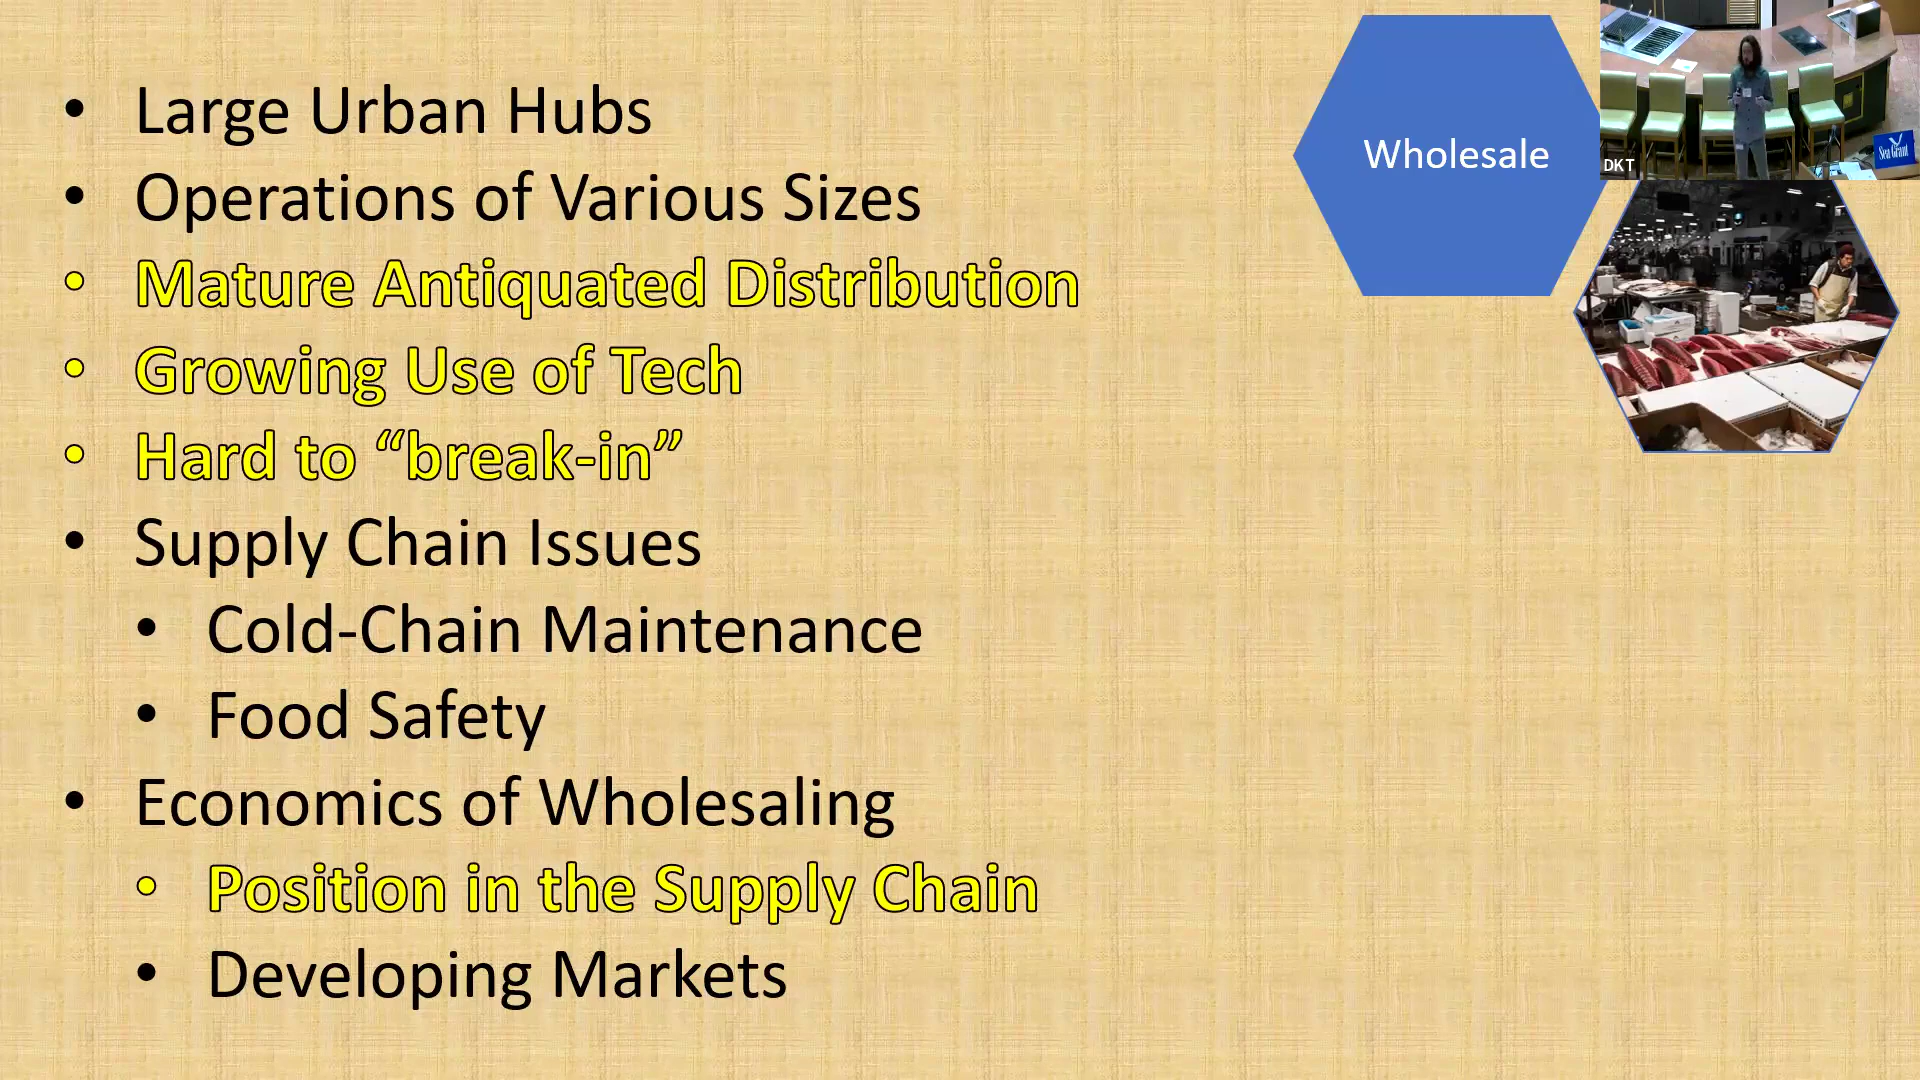 • Large Urban Hubs
• Operations of Various Sizes
• Mature Antiquated Distribution
• Growing Use of Tech
• Hard to “break-in”
• Supply Chain Issues
• Cold-Chain Maintenance
• Food Safety
• Economics of Wholesaling
• Position in the Supply Chain
• Developing Markets
Wholesale
DKT
Sea Grant